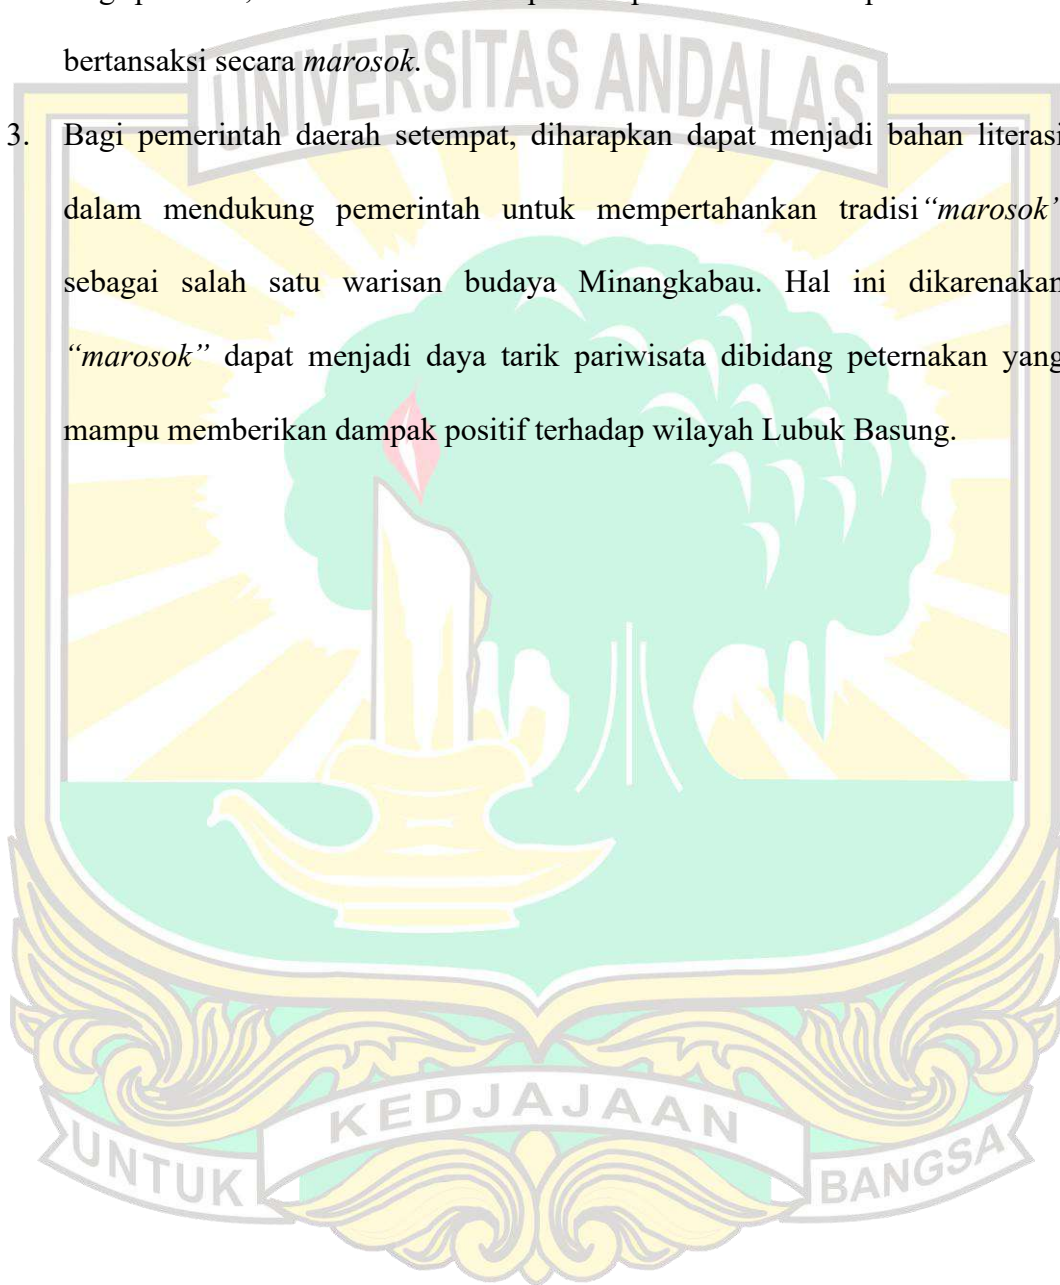 bertansaksi secara marosok.
UNIVERSITAS ANDALAS
3. Bagi pemerintah daerah setempat, diharapkan dapat menjadi bahan literasi
dalam mendukung pemerintah untuk mempertahankan tradisi “marosok”
sebagai salah satu warisan budaya Minangkabau. Hal ini dikarenakan
“marosok” dapat menjadi daya tarik pariwisata dibidang peternakan yang
mampu memberikan dampak positif terhadap wilayah Lubuk Basung.
UNTUK KEDJAJAAN BANGSA